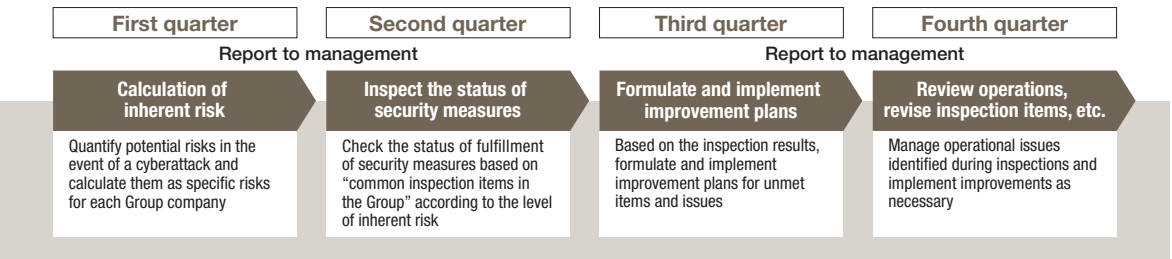 First quarter
Second quarter
Third quarter
Fourth quarter
Report to management
Report to management
Calculation of
inherent risk
Quantify potential risks in the
event of a cyberattack and
calculate them as specific risks
for each Group company
Inspect the status of
security measures
Check the status of fulfillment
of security measures based on
“common inspection items in
the Group” according to the level
of inherent risk
Formulate and implement
improvement plans
Based on the inspection results,
formulate and implement
improvement plans for unmet
items and issues
Review operations,
revise inspection items, etc.
Manage operational issues
identified during inspections and
implement improvements as
necessary